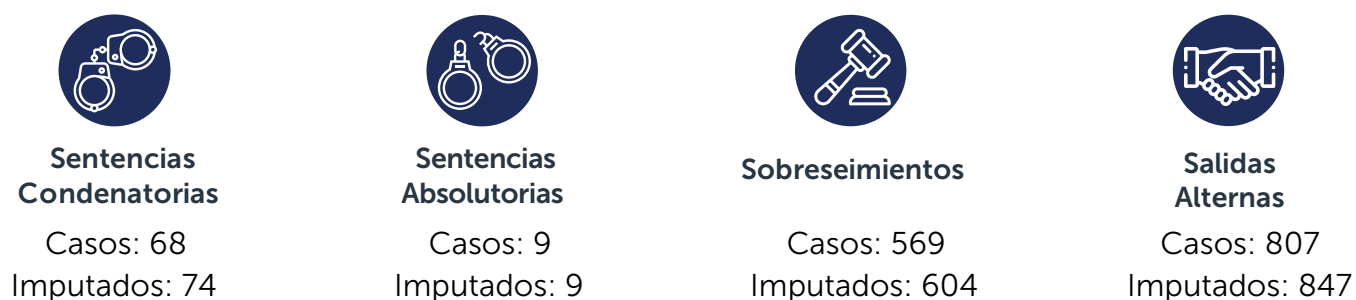 Sentencias
Condenatorias
Casos: 68
Imputados: 74
Sentencias
Absolutorias
Casos: 9
Imputados: 9
Sobreseimientos
Casos: 569
Imputados: 604
Salidas
Alternas
Casos: 807
Imputados: 847